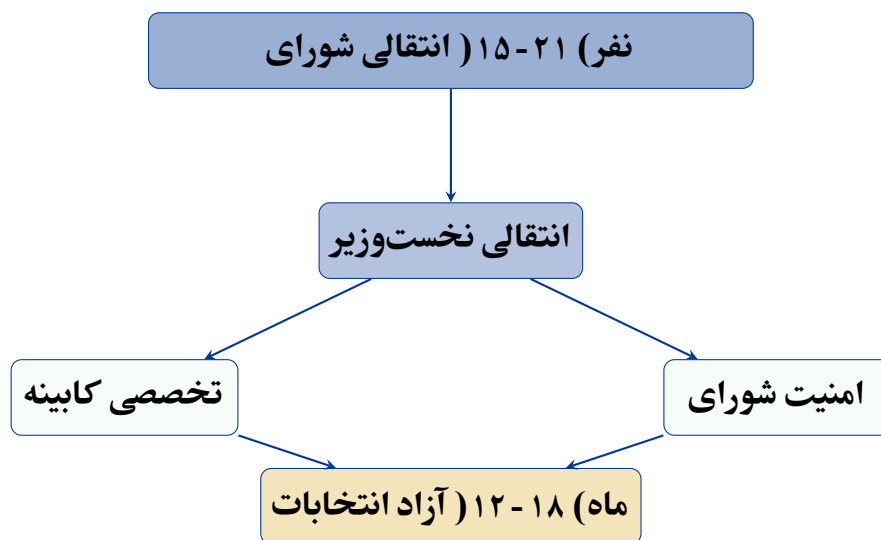 نفر) ۲۱ - ۱۵( انتقالی شورای
انتقالی نخست‌وزیر
امنیت شورای
تخصصی کابینه
ماه) ۱۸ - ۱۲( آزاد انتخابات